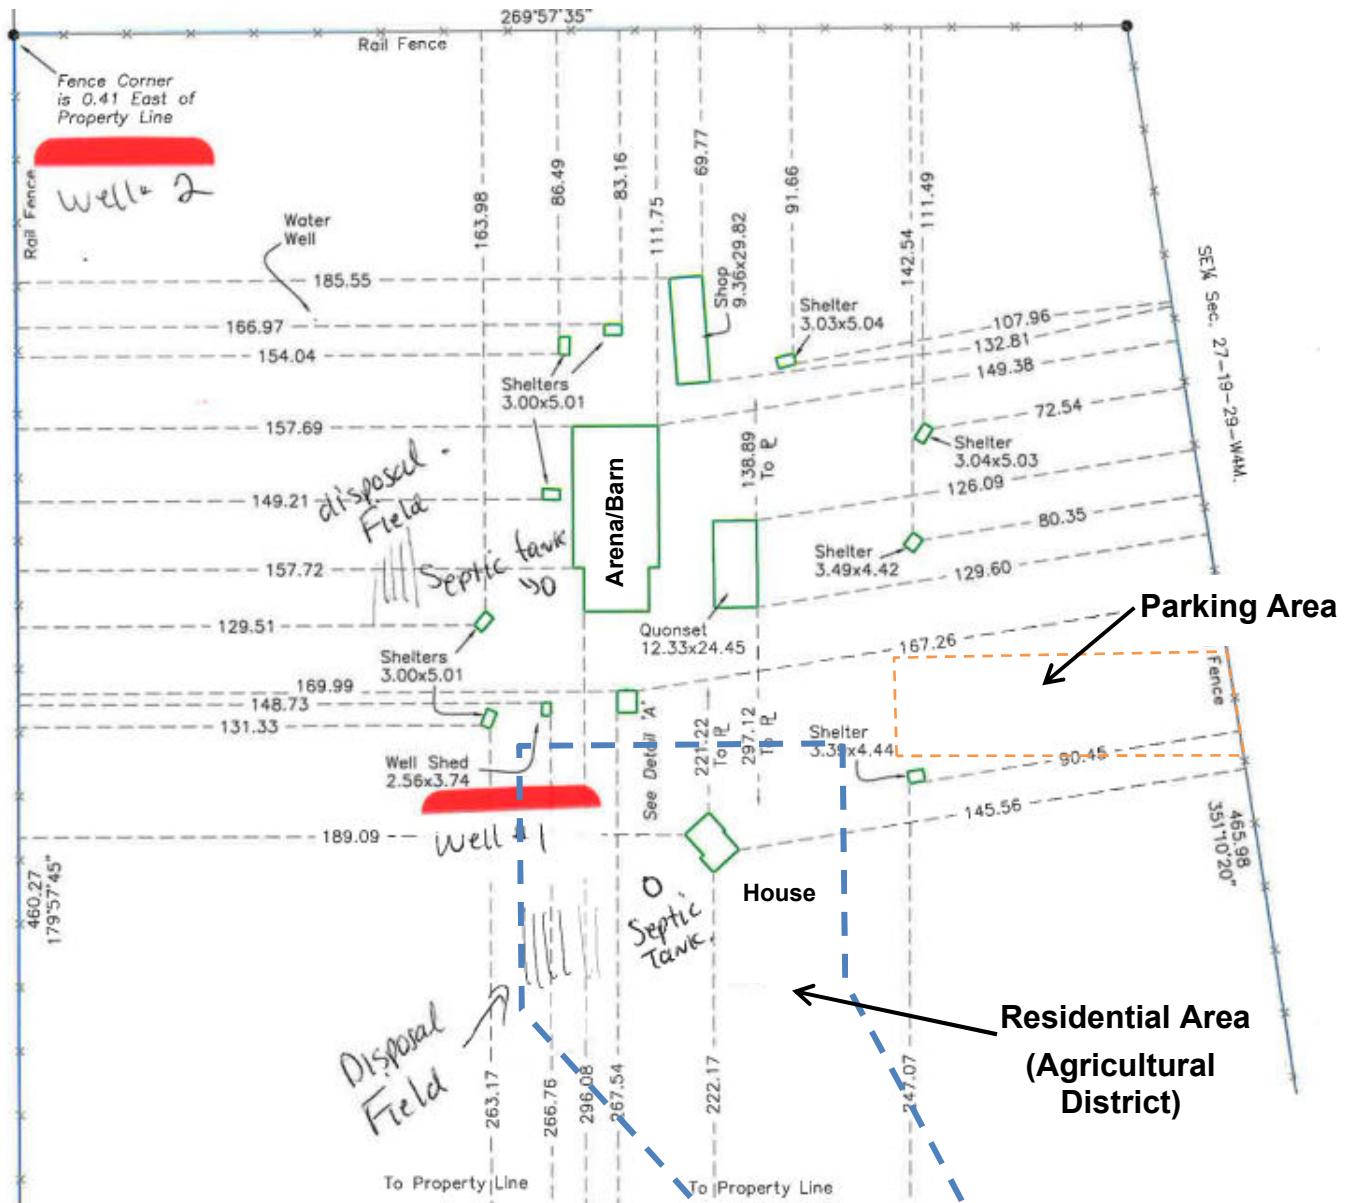 269°57'35"
Rail Fence
Fence Corner
is 0.41 East of
Property Line
Well# 2
Rail Fence
Water
Well
163.98
86.49
83.16
111.75
69.77
91.66
142.54
111.49
SE¼ Sec. 27-19-29-W4M.
185.55
166.97
154.04
Shop
9.36x29.82
Shelter
3.03x5.04
107.96
132.81
149.38
Shelters
3.00x5.01
72.54
157.69
138.89
To PL
Shelter
3.04x5.03
126.09
disposal
Field
149.21
Arena/Barn
80.35
Septic tank
157.72
Shelter
3.49x4.42
129.60
129.51
Quonset
12.33x24.45
Parking Area
167.26
Shelters
3.00x5.01
Fence
169.99
148.73
131.33
See Detail "A"
221.22
To PL
297.12
To PL
Shelter
3.39x4.44
90.45
Well Shed
2.56x3.74
145.56
Well # 1
189.09
465.98
351°10'20"
460.27
179°57'45"
House
Septic
Tank.
Disposal
Field
Residential Area
(Agricultural
District)
263.17
266.76
296.08
267.54
222.17
247.07
To Property Line
To Property Line